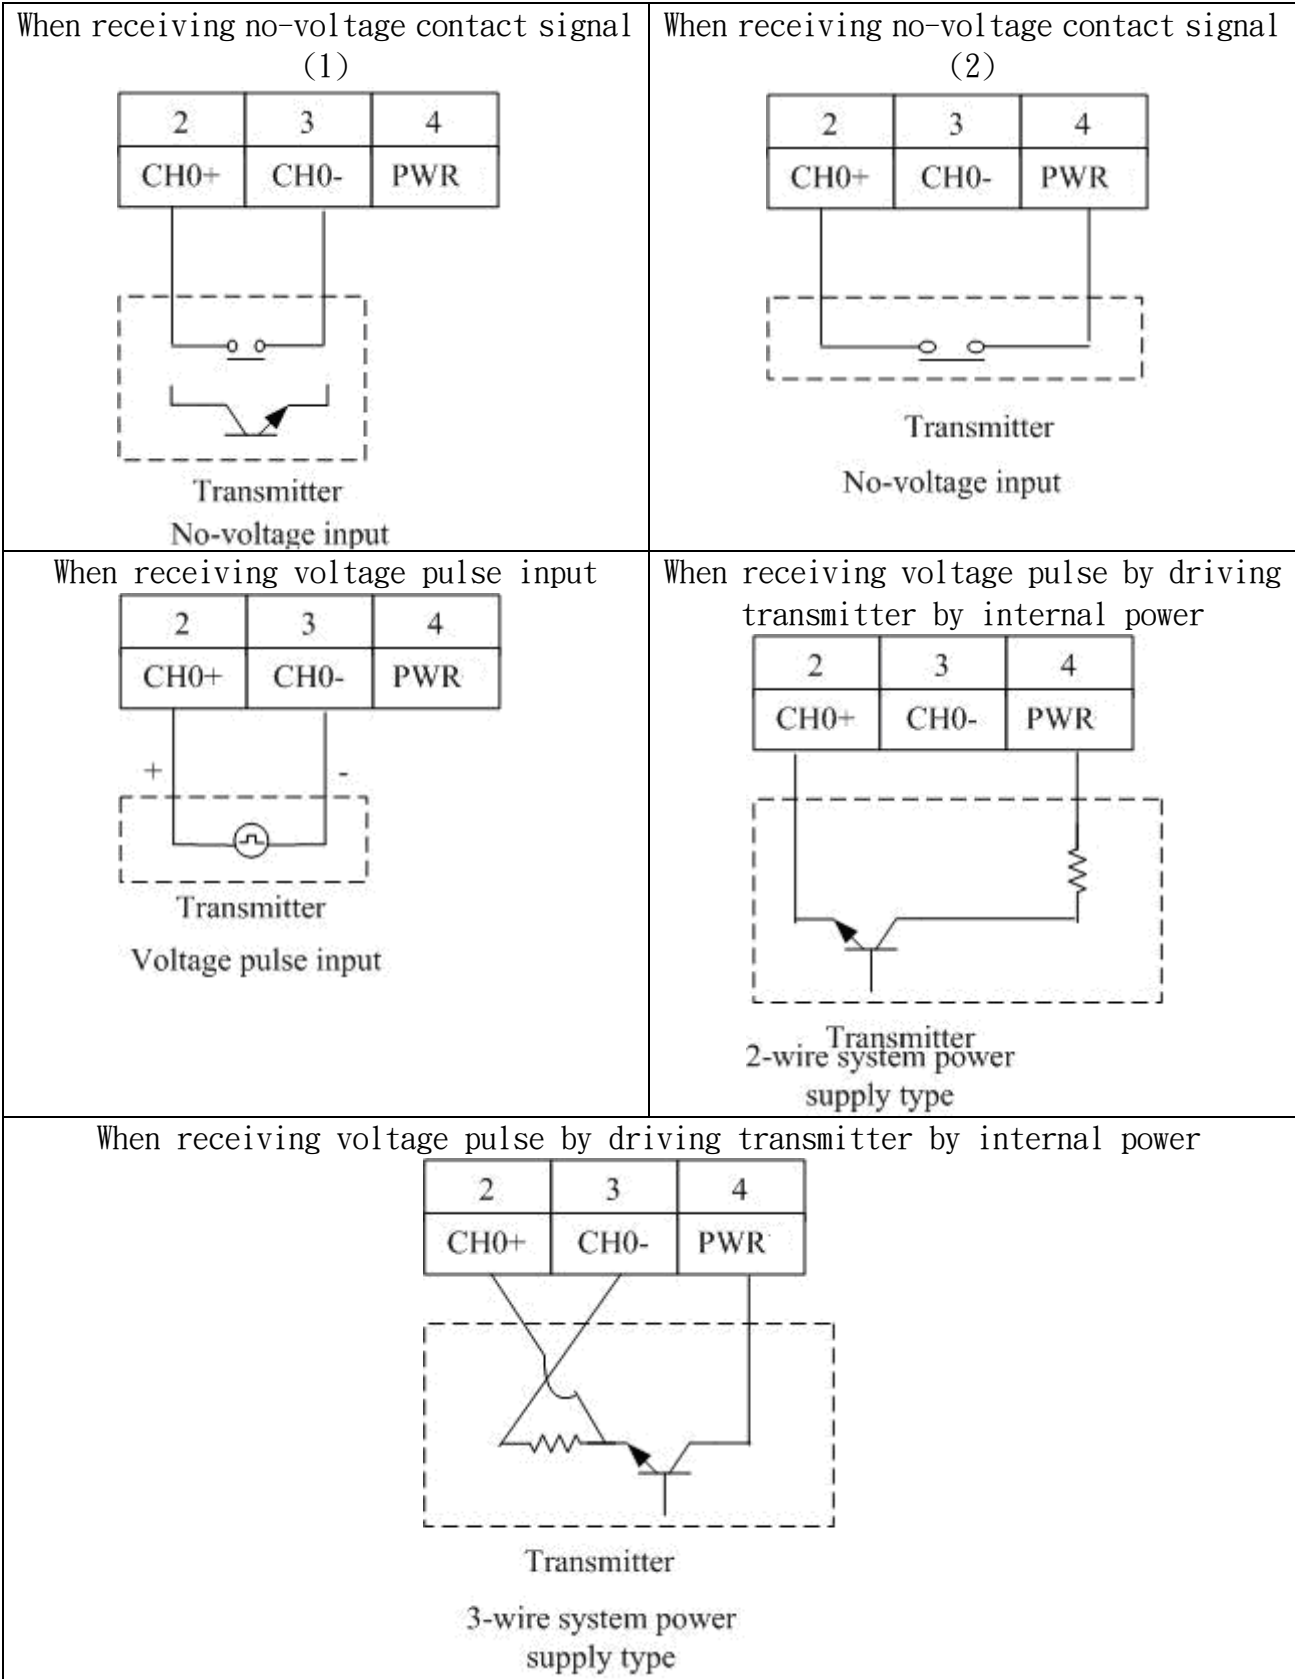 When receiving no-voltage contact signal
(1)
2 3 4
CH0+ CH0- PWR
Transmitter
No-voltage input
When receiving no-voltage contact signal
(2)
2 3 4
CH0+ CH0- PWR
Transmitter
No-voltage input
When receiving voltage pulse input
2 3 4
CH0+ CH0- PWR
+ -
Transmitter
Voltage pulse input
When receiving voltage pulse by driving
transmitter by internal power
2 3 4
CH0+ CH0- PWR
Transmitter
2-wire system power
supply type
When receiving voltage pulse by driving transmitter by internal power
2 3 4
CH0+ CH0- PWR
Transmitter
3-wire system power
supply type